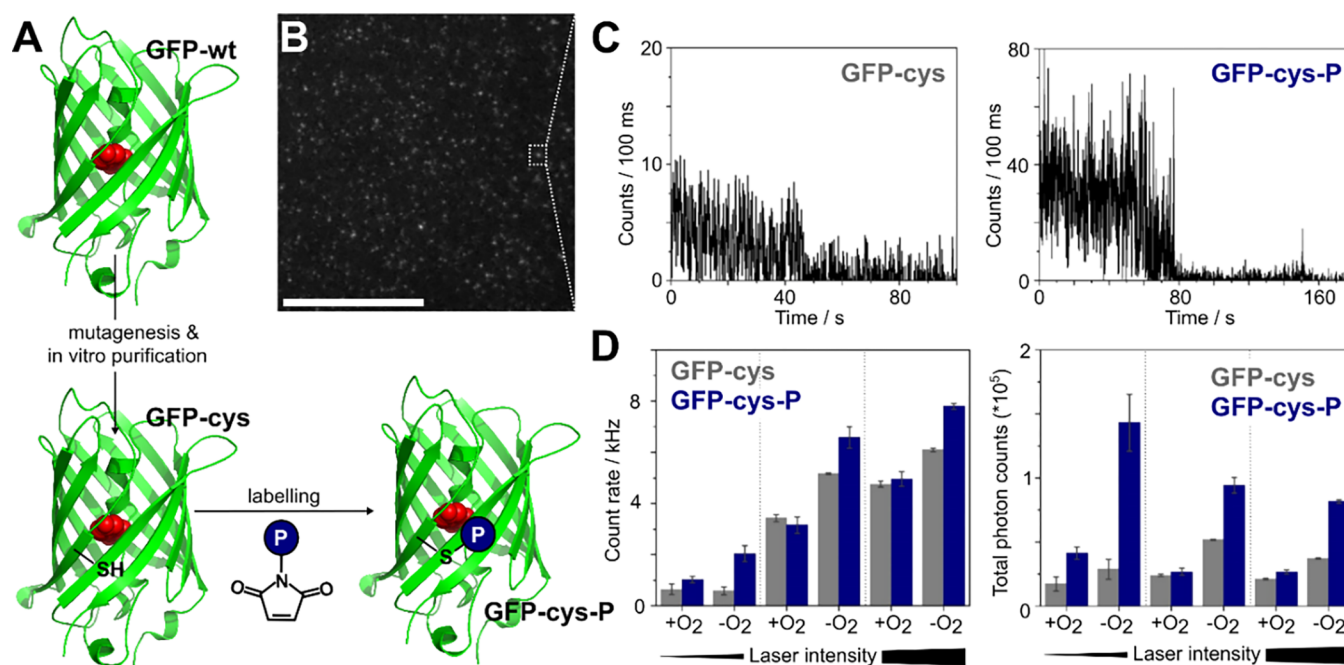 A
GFP-wt
mutagenesis &
in vitro purification
GFP-cys
SH
labelling
P
N
O
O
S
P
GFP-cys-P
B
C
GFP-cys
Counts / 100 ms
20
10
0
0
40
80
Time / s
GFP-cys-P
Counts / 100 ms
80
40
0
0
80
160
Time / s
D
GFP-cys
GFP-cys-P
Count rate / kHz
8
4
0
+O2
-O2
+O2
-O2
+O2
-O2
GFP-cys
GFP-cys-P
Total photon counts (*10⁵)
2
1
0
+O2
-O2
+O2
-O2
+O2
-O2
Laser intensity